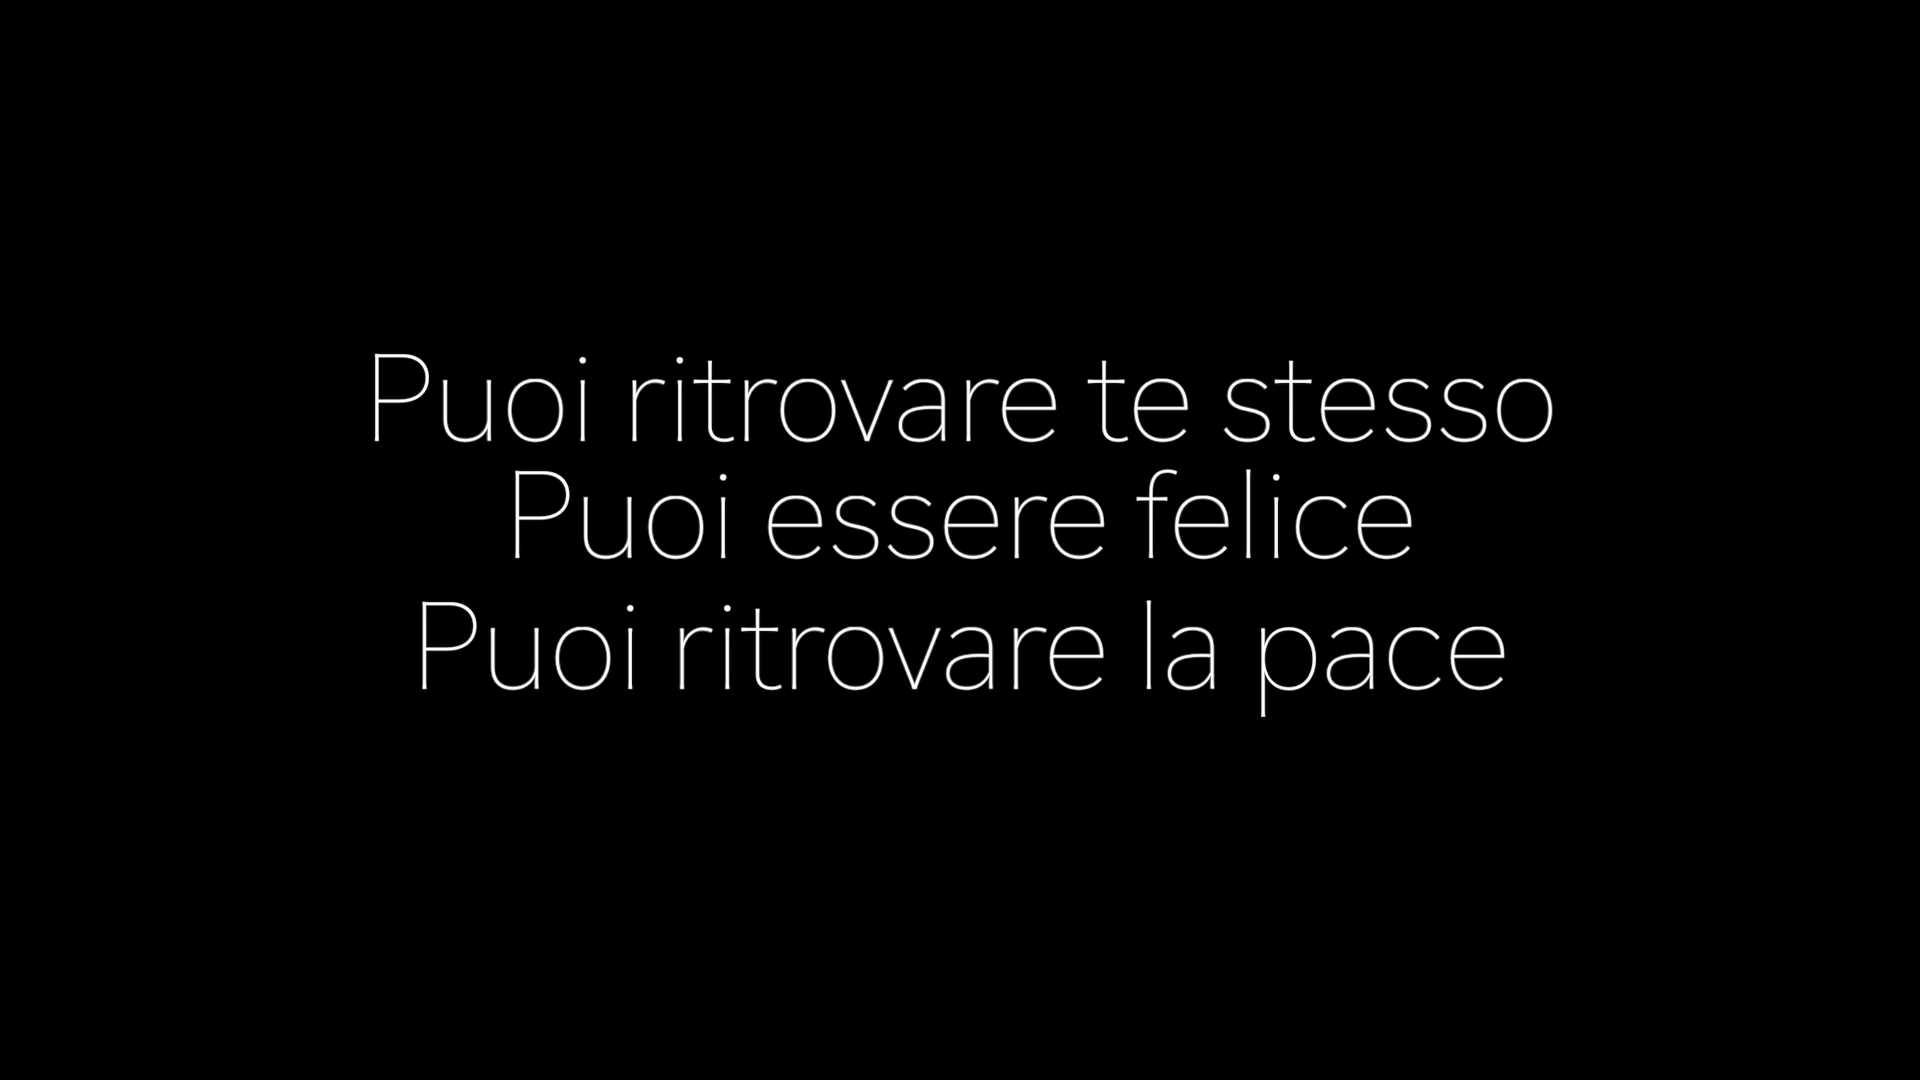 Puoi ritrovare te stesso
Puoi essere felice
Puoi ritrovare la pace